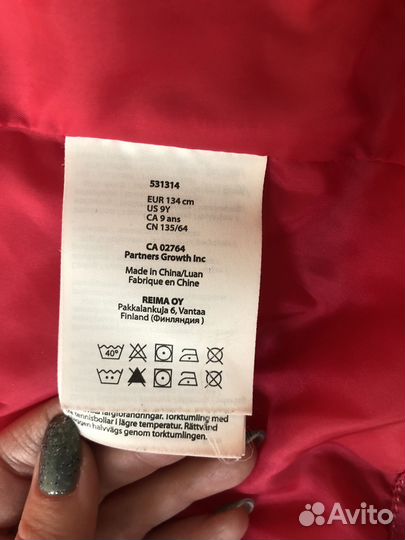 531314
EUR 134 cm
US 9Y
CA 9 ans
CN 135/64
CA 02764
Partners Growth Inc
Made in China/Luan
Fabrique en Chine
REIMA OY
Pakkalankuja 6, Vantaa
Finland (Финляндия)
40°
färgförändringar. Torktumling
tennisbollar i lägre temperatur. Rättvänd
halvvägs genom torktumlingen.
Avito